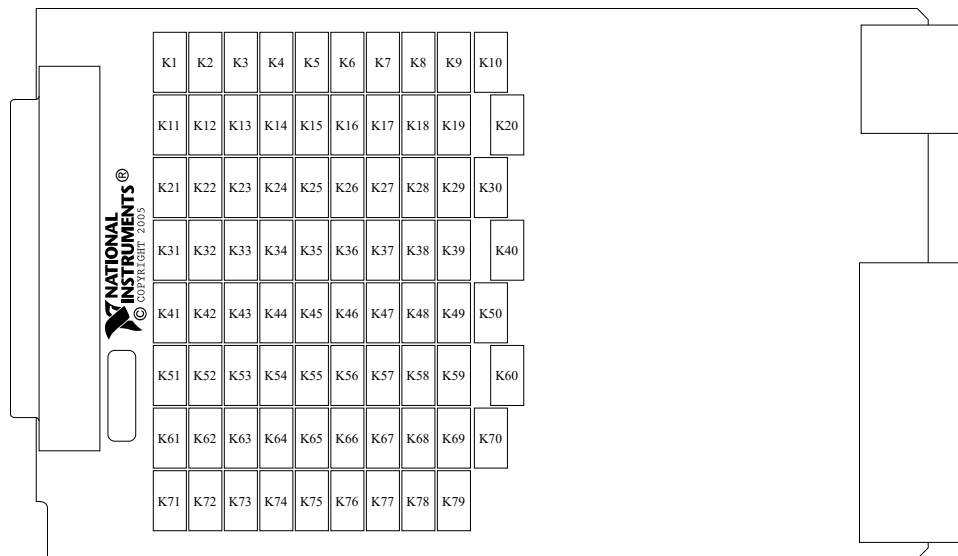 K1 K2 K3 K4 K5 K6 K7 K8 K9 K10
K11 K12 K13 K14 K15 K16 K17 K18 K19 K20
K21 K22 K23 K24 K25 K26 K27 K28 K29 K30
K31 K32 K33 K34 K35 K36 K37 K38 K39 K40
K41 K42 K43 K44 K45 K46 K47 K48 K49 K50
K51 K52 K53 K54 K55 K56 K57 K58 K59 K60
K61 K62 K63 K64 K65 K66 K67 K68 K69 K70
K71 K72 K73 K74 K75 K76 K77 K78 K79
NATIONAL
INSTRUMENTS®
© COPYRIGHT 2005